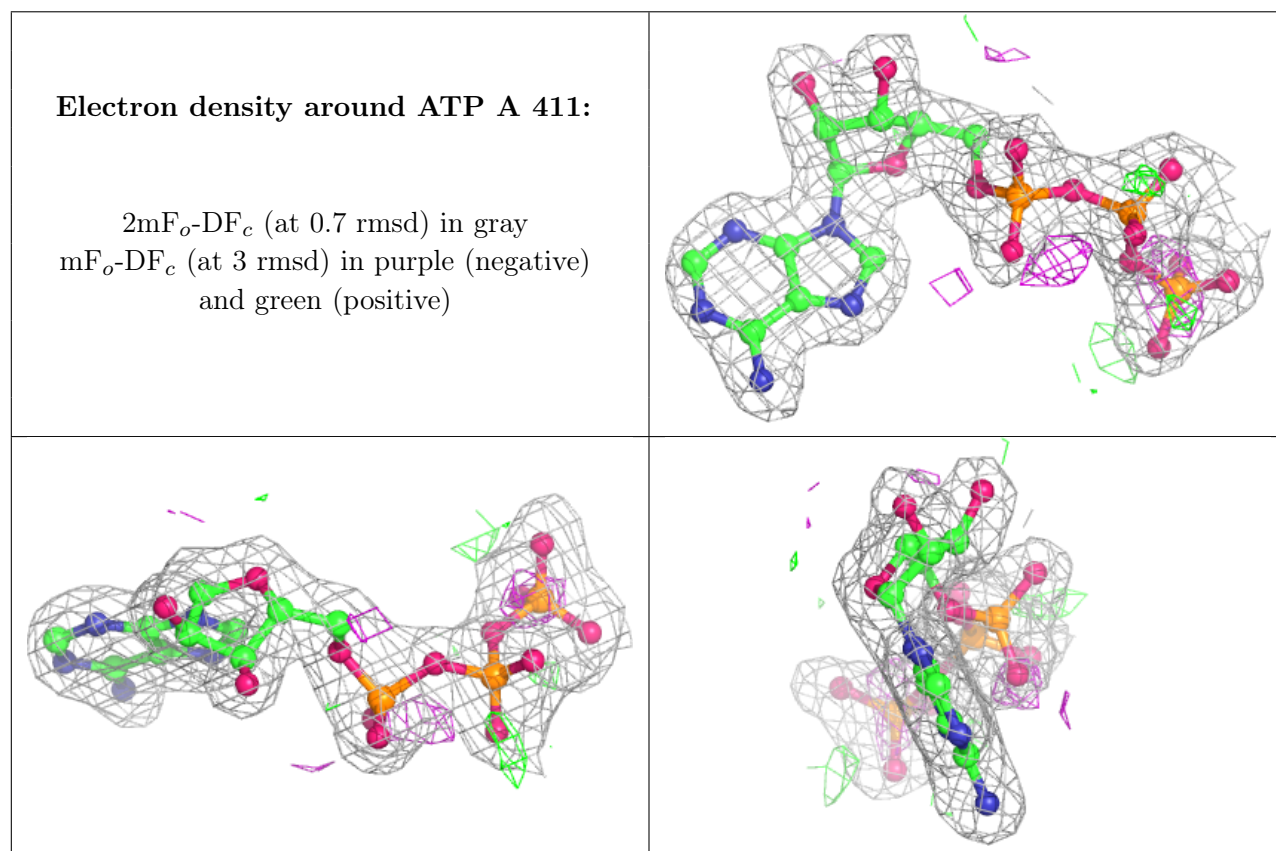 Electron density around ATP A 411:
2mFo-DFc (at 0.7 rmsd) in gray
mFo-DFc (at 3 rmsd) in purple (negative)
and green (positive)